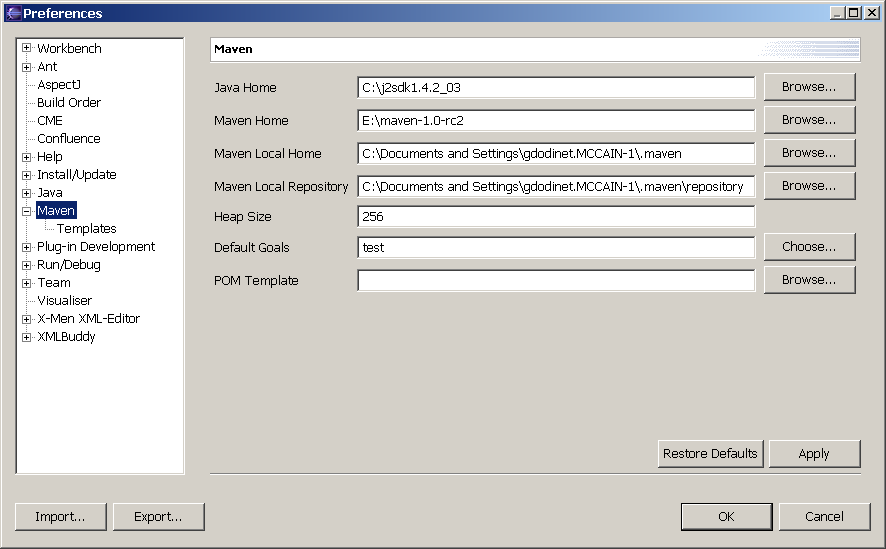 Preferences
Workbench
Ant
AspectJ
Build Order
CME
Confluence
Help
Install/Update
Java
Maven
Templates
Plug-in Development
Run/Debug
Team
Visualiser
X-Men XML-Editor
XMLBuddy
Maven
Java Home C:\j2sdk1.4.2_03 Browse...
Maven Home E:\maven-1.0-rc2 Browse...
Maven Local Home C:\Documents and Settings\gdodinet.MCCAIN-1\.maven Browse...
Maven Local Repository C:\Documents and Settings\gdodinet.MCCAIN-1\.maven\repository Browse...
Heap Size 256
Default Goals test Choose...
POM Template Browse...
Restore Defaults Apply
Import... Export... OK Cancel